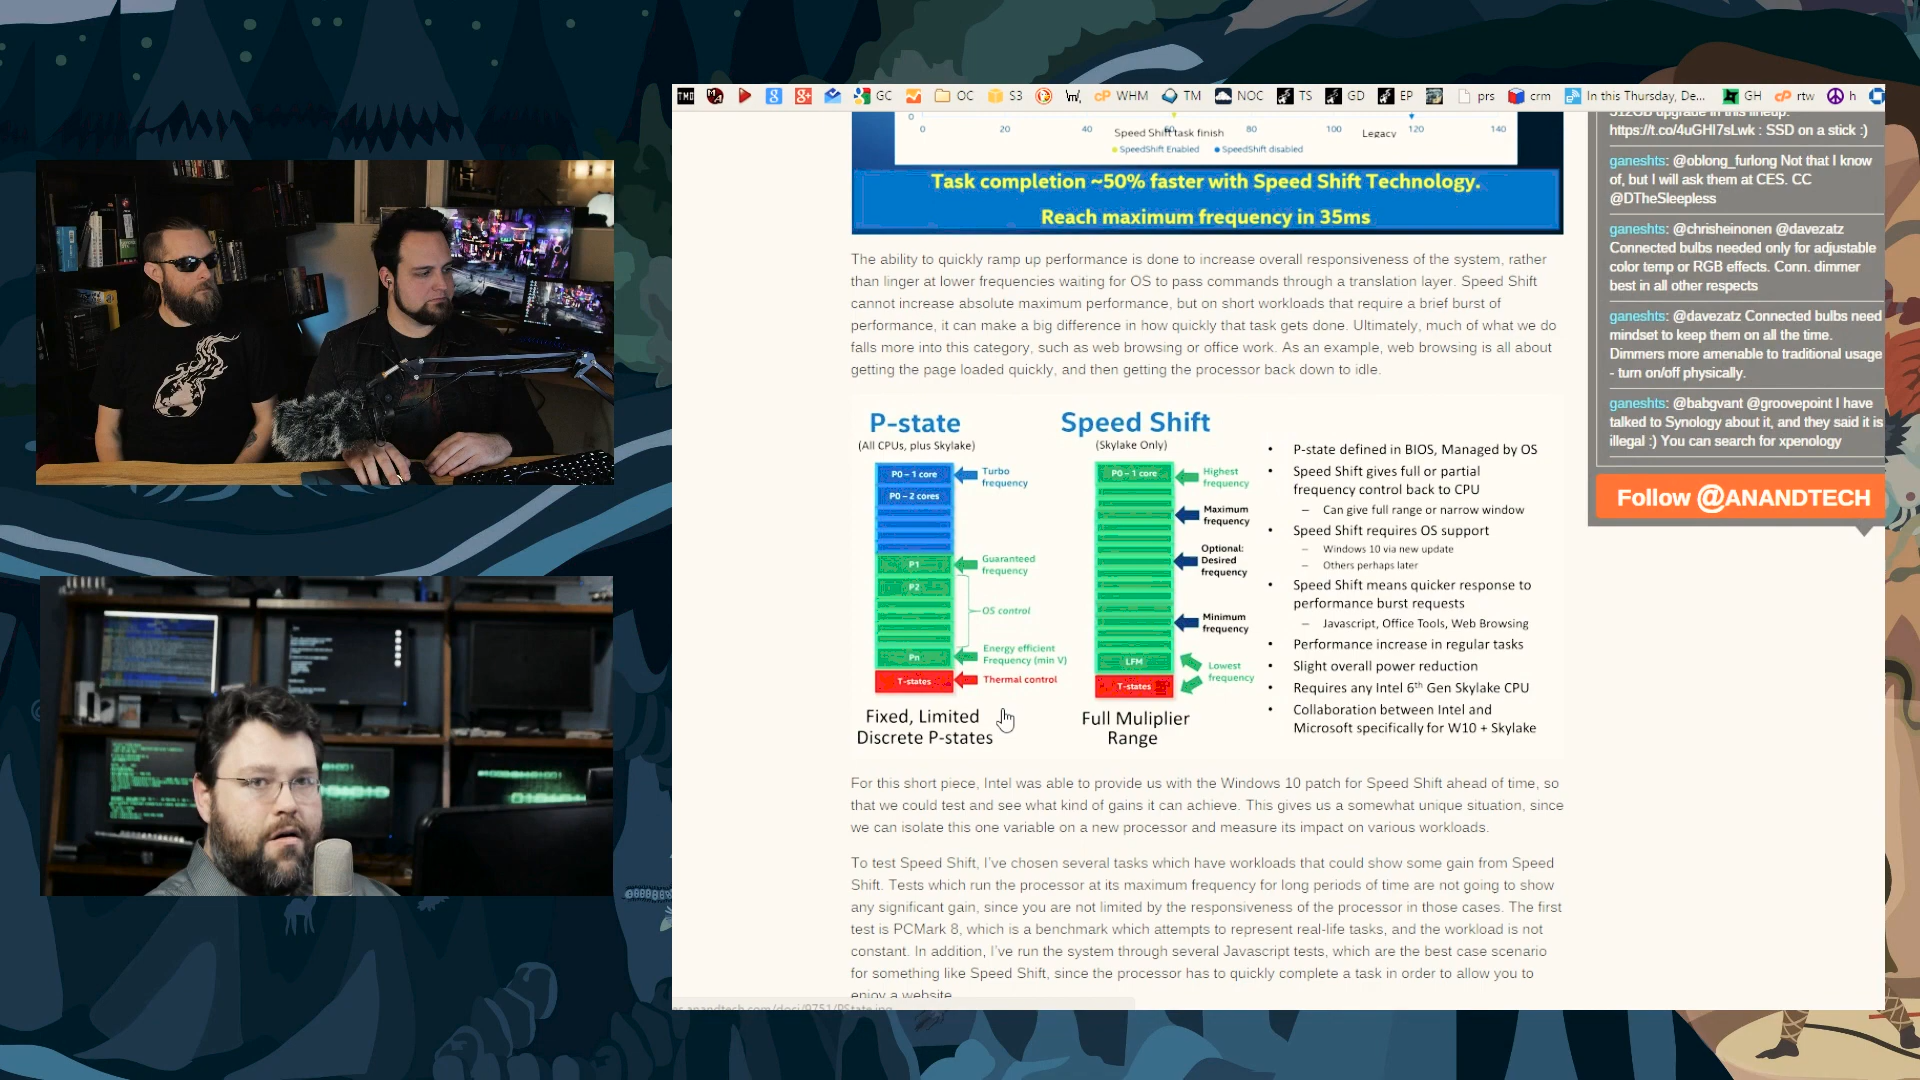 TMD
GC
OC
S3
\m/,
cP WHM
TM
NOC
TS
GD
EP
prs
crm
In this Thursday, De...
GH
cP rtw
h
0
0
20
40
60
80
100
120
140
Speed Shift task finish
Legacy
SpeedShift Enabled
SpeedShift disabled
Task completion ~50% faster with Speed Shift Technology.
Reach maximum frequency in 35ms
The ability to quickly ramp up performance is done to increase overall responsiveness of the system, rather
than linger at lower frequencies waiting for OS to pass commands through a translation layer. Speed Shift
cannot increase absolute maximum performance, but on short workloads that require a brief burst of
performance, it can make a big difference in how quickly that task gets done. Ultimately, much of what we do
falls more into this category, such as web browsing or office work. As an example, web browsing is all about
getting the page loaded quickly, and then getting the processor back down to idle.
P-state
(All CPUs, plus Skylake)
P0 – 1 core
P0 – 2 cores
P1
P2
Pn
T-states
Turbo
frequency
Guaranteed
frequency
OS control
Energy efficient
Frequency (min V)
Thermal control
Fixed, Limited
Discrete P-states
Speed Shift
(Skylake Only)
P0 – 1 core
LFM
T-states
Highest
frequency
Maximum
frequency
Optional:
Desired
frequency
Minimum
frequency
Lowest
frequency
Full Muliplier
Range
• P-state defined in BIOS, Managed by OS
• Speed Shift gives full or partial
frequency control back to CPU
– Can give full range or narrow window
• Speed Shift requires OS support
– Windows 10 via new update
– Others perhaps later
• Speed Shift means quicker response to
performance burst requests
– Javascript, Office Tools, Web Browsing
• Performance increase in regular tasks
• Slight overall power reduction
• Requires any Intel 6th Gen Skylake CPU
• Collaboration between Intel and
Microsoft specifically for W10 + Skylake
For this short piece, Intel was able to provide us with the Windows 10 patch for Speed Shift ahead of time, so
that we could test and see what kind of gains it can achieve. This gives us a somewhat unique situation, since
we can isolate this one variable on a new processor and measure its impact on various workloads.
To test Speed Shift, I've chosen several tasks which have workloads that could show some gain from Speed
Shift. Tests which run the processor at its maximum frequency for long periods of time are not going to show
any significant gain, since you are not limited by the responsiveness of the processor in those cases. The first
test is PCMark 8, which is a benchmark which attempts to represent real-life tasks, and the workload is not
constant. In addition, I've run the system through several Javascript tests, which are the best case scenario
for something like Speed Shift, since the processor has to quickly complete a task in order to allow you to
enjoy a website.
512GB upgrade in this lineup.
https://t.co/4uGHI7sLwk : SSD on a stick :)
ganeshts: @oblong_furlong Not that I know
of, but I will ask them at CES. CC
@DTheSleepless
ganeshts: @chrisheinonen @davezatz
Connected bulbs needed only for adjustable
color temp or RGB effects. Conn. dimmer
best in all other respects
ganeshts: @davezatz Connected bulbs need
mindset to keep them on all the time.
Dimmers more amenable to traditional usage
- turn on/off physically.
ganeshts: @babgvant @groovepoint I have
talked to Synology about it, and they said it is
illegal :) You can search for xpenology
Follow @ANANDTECH